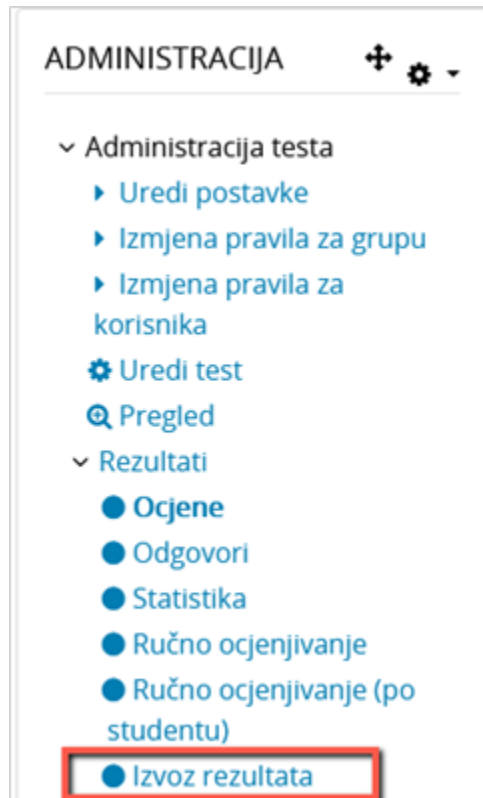 ADMINISTRACIJA
Administracija testa
Uredi postavke
Izmjena pravila za grupu
Izmjena pravila za
korisnika
Uredi test
Pregled
Rezultati
Ocjene
Odgovori
Statistika
Ručno ocjenjivanje
Ručno ocjenjivanje (po
studentu)
Izvoz rezultata